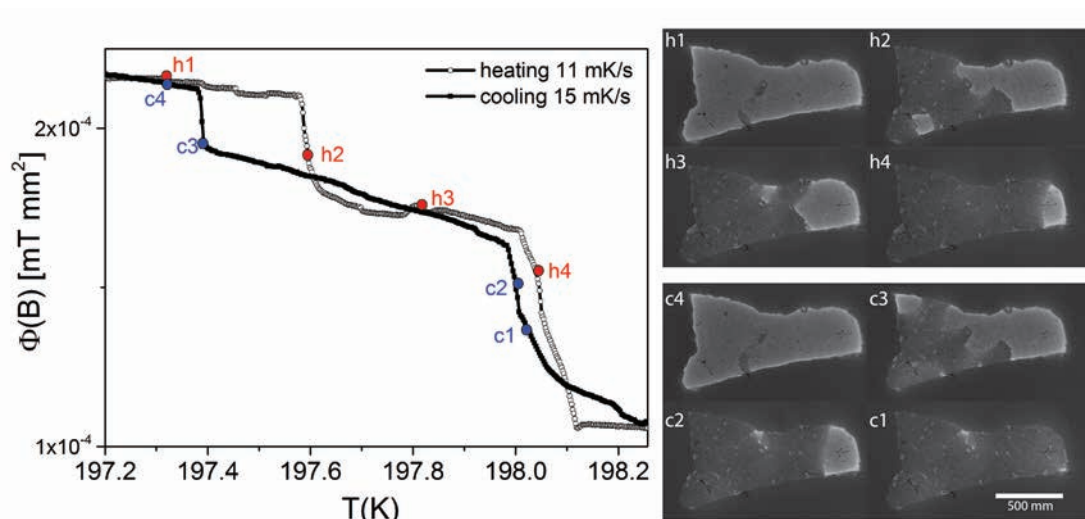 h1
c4
c3
h2
h3
h4
c2
c1
heating 11 mK/s
cooling 15 mK/s
2x10⁻⁴
1x10⁻⁴
Φ(B) [mT mm²]
197.2 197.4 197.6 197.8 198.0 198.2
T(K)
h1 h2
h3 h4
c4 c3
c2 c1
500 mm